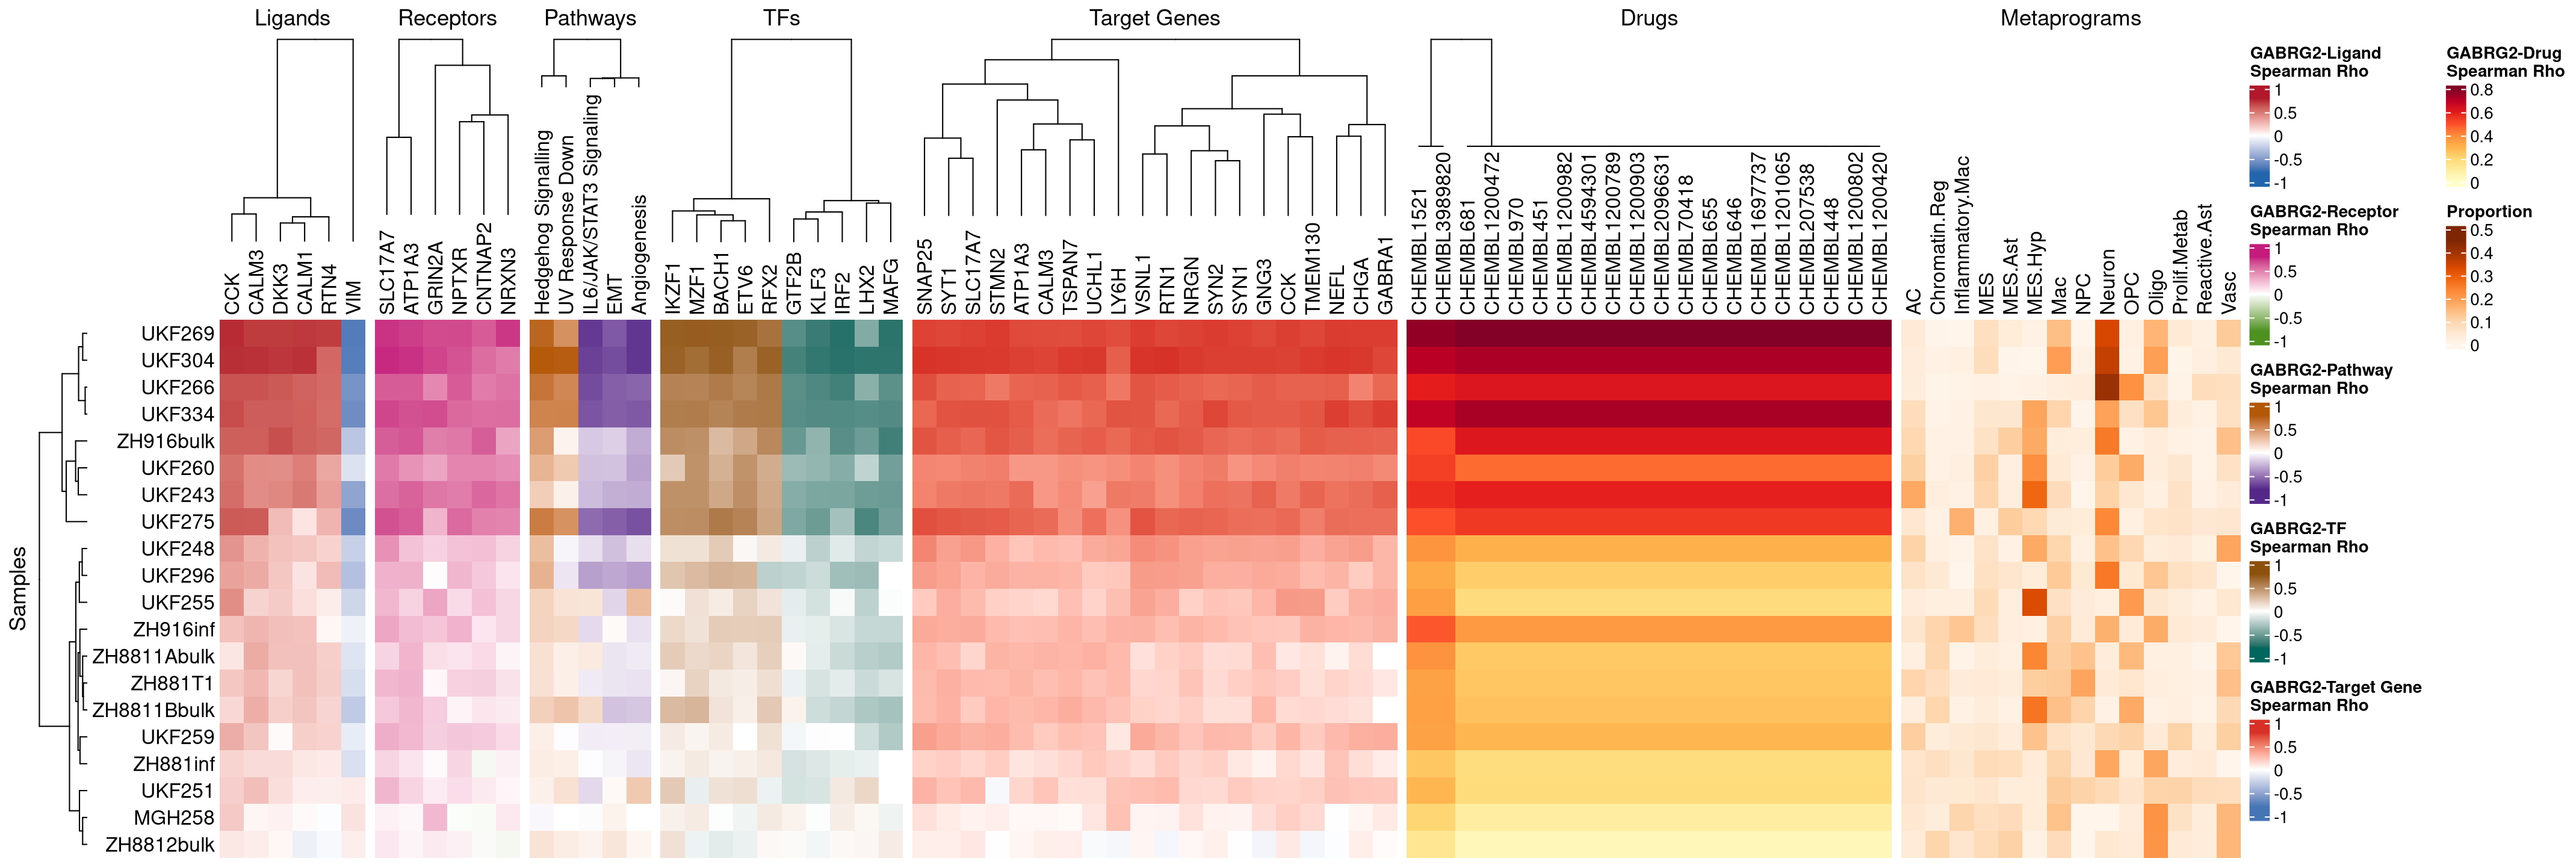 Ligands
Receptors
Pathways
TFs
Target Genes
Drugs
Metaprograms
CCK
CALM3
DKK3
CALM1
RTN4
VIM
SLC17A7
ATP1A3
GRIN2A
NPTXR
CNTNAP2
NRXN3
Hedgehog Signalling
UV Response Down
IL6/JAK/STAT3 Signaling
EMT
Angiogenesis
IKZF1
MZF1
BACH1
ETV6
RFX2
GTF2B
KLF3
IRF2
LHX2
MAFG
SNAP25
SYT1
SLC17A7
STMN2
ATP1A3
CALM3
TSPAN7
UCHL1
LY6H
VSNL1
RTN1
NRGN
SYN2
SYN1
GNG3
CCK
TMEM130
NEFL
CHGA
GABRA1
CHEMBL1521
CHEMBL3989820
CHEMBL681
CHEMBL1200472
CHEMBL970
CHEMBL451
CHEMBL1200982
CHEMBL4594301
CHEMBL1200789
CHEMBL1200903
CHEMBL2096631
CHEMBL70418
CHEMBL655
CHEMBL646
CHEMBL1697737
CHEMBL1201065
CHEMBL207538
CHEMBL448
CHEMBL1200802
CHEMBL1200420
AC
Chromatin.Reg
Inflammatory.Mac
MES
MES.Ast
MES.Hyp
Mac
NPC
Neuron
OPC
Oligo
Prolif.Metab
Reactive.Ast
Vasc
Samples
UKF269
UKF304
UKF266
UKF334
ZH916bulk
UKF260
UKF243
UKF275
UKF248
UKF296
UKF255
ZH916inf
ZH8811Abulk
ZH881T1
ZH8811Bbulk
UKF259
ZH881inf
UKF251
MGH258
ZH8812bulk
GABRG2-Ligand
Spearman Rho
1
0.5
0
-0.5
-1
GABRG2-Receptor
Spearman Rho
1
0.5
0
-0.5
-1
GABRG2-Pathway
Spearman Rho
1
0.5
0
-0.5
-1
GABRG2-TF
Spearman Rho
1
0.5
0
-0.5
-1
GABRG2-Target Gene
Spearman Rho
1
0.5
0
-0.5
-1
GABRG2-Drug
Spearman Rho
0.8
0.6
0.4
0.2
0
Proportion
0.5
0.4
0.3
0.2
0.1
0